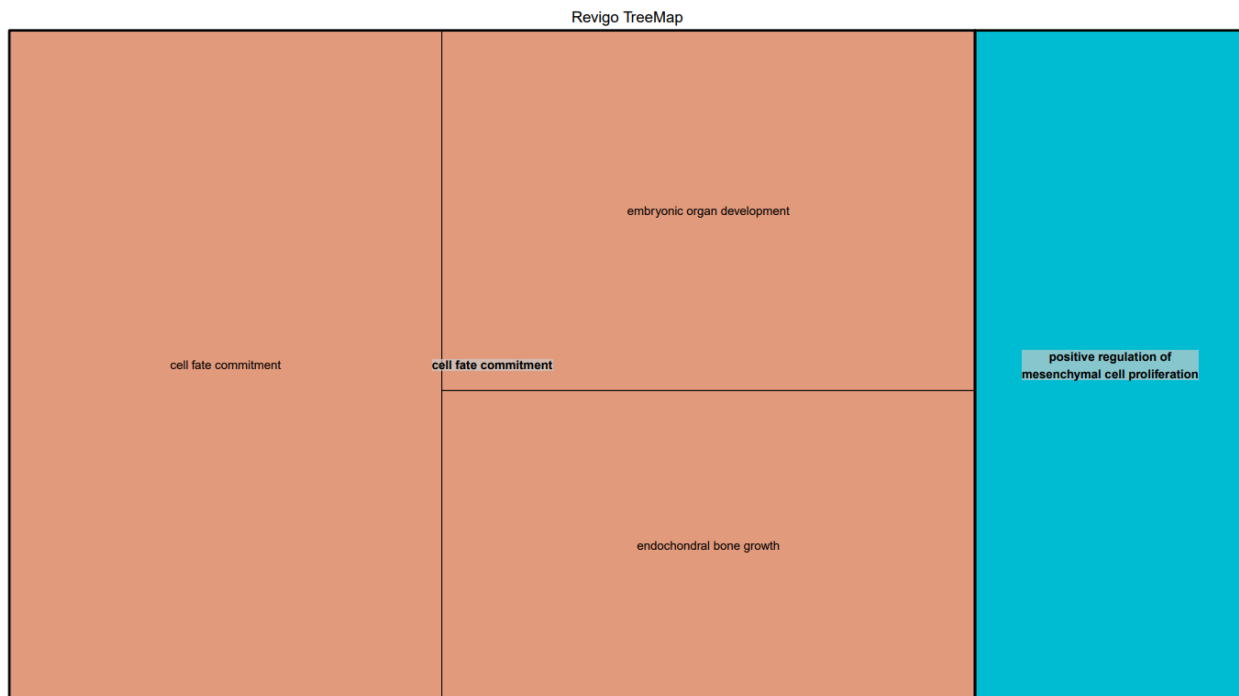 Revigo TreeMap
embryonic organ development
cell fate commitment
cell fate commitment
positive regulation of
mesenchymal cell proliferation
endochondral bone growth